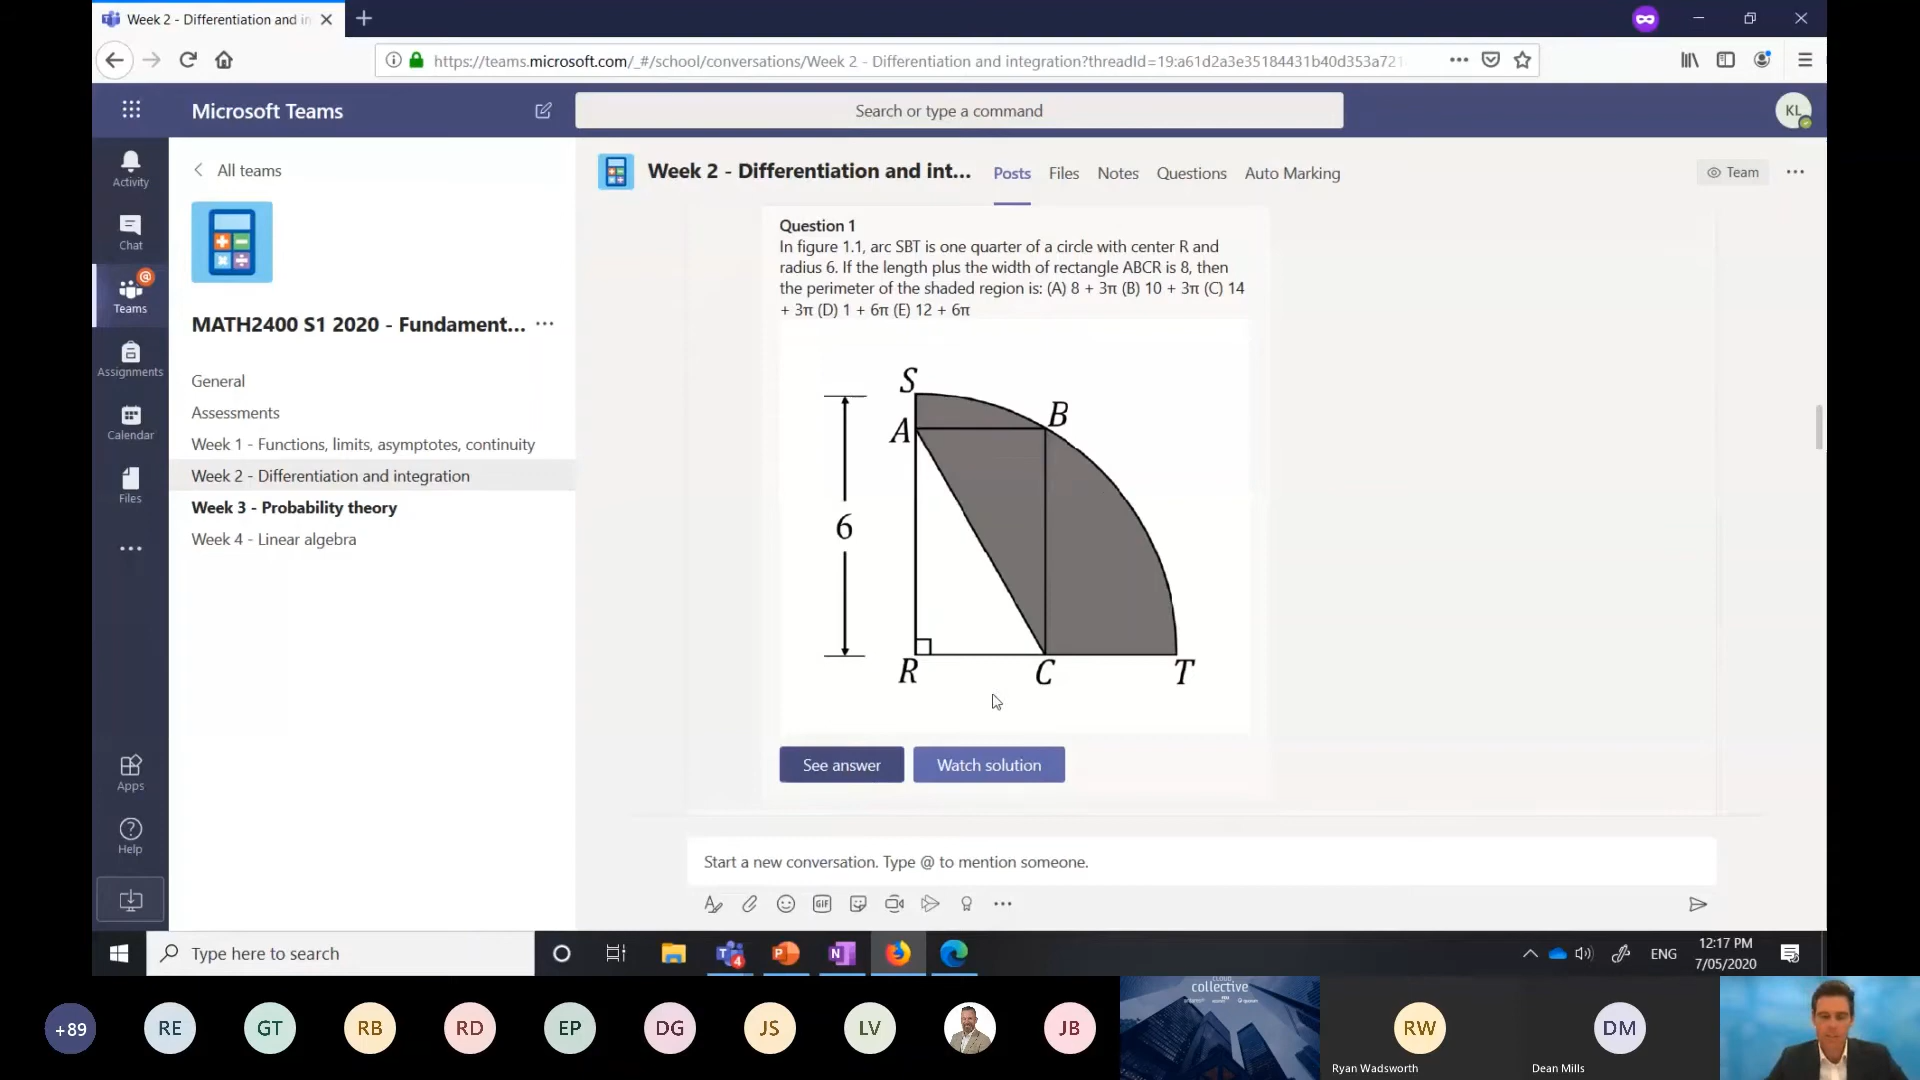 Week 2 - Differentiation and in
https://teams.microsoft.com/_#/school/conversations/Week 2 - Differentiation and integration?threadId=19:a61d2a3e35184431b40d353a721
Microsoft Teams
Search or type a command
KL
Activity
Chat
Teams
Assignments
Calendar
Files
Apps
Help
All teams
MATH2400 S1 2020 - Fundament...
General
Assessments
Week 1 - Functions, limits, asymptotes, continuity
Week 2 - Differentiation and integration
Week 3 - Probability theory
Week 4 - Linear algebra
Week 2 - Differentiation and int...
Posts
Files
Notes
Questions
Auto Marking
Team
Question 1
In figure 1.1, arc SBT is one quarter of a circle with center R and
radius 6. If the length plus the width of rectangle ABCR is 8, then
the perimeter of the shaded region is: (A) 8 + 3π (B) 10 + 3π (C) 14
+ 3π (D) 1 + 6π (E) 12 + 6π
S
B
A
6
R
C
T
See answer
Watch solution
Start a new conversation. Type @ to mention someone.
GIF
Type here to search
4
ENG
12:17 PM
7/05/2020
+89
RE
GT
RB
RD
EP
DG
JS
LV
JB
collective
RW
Ryan Wadsworth
DM
Dean Mills